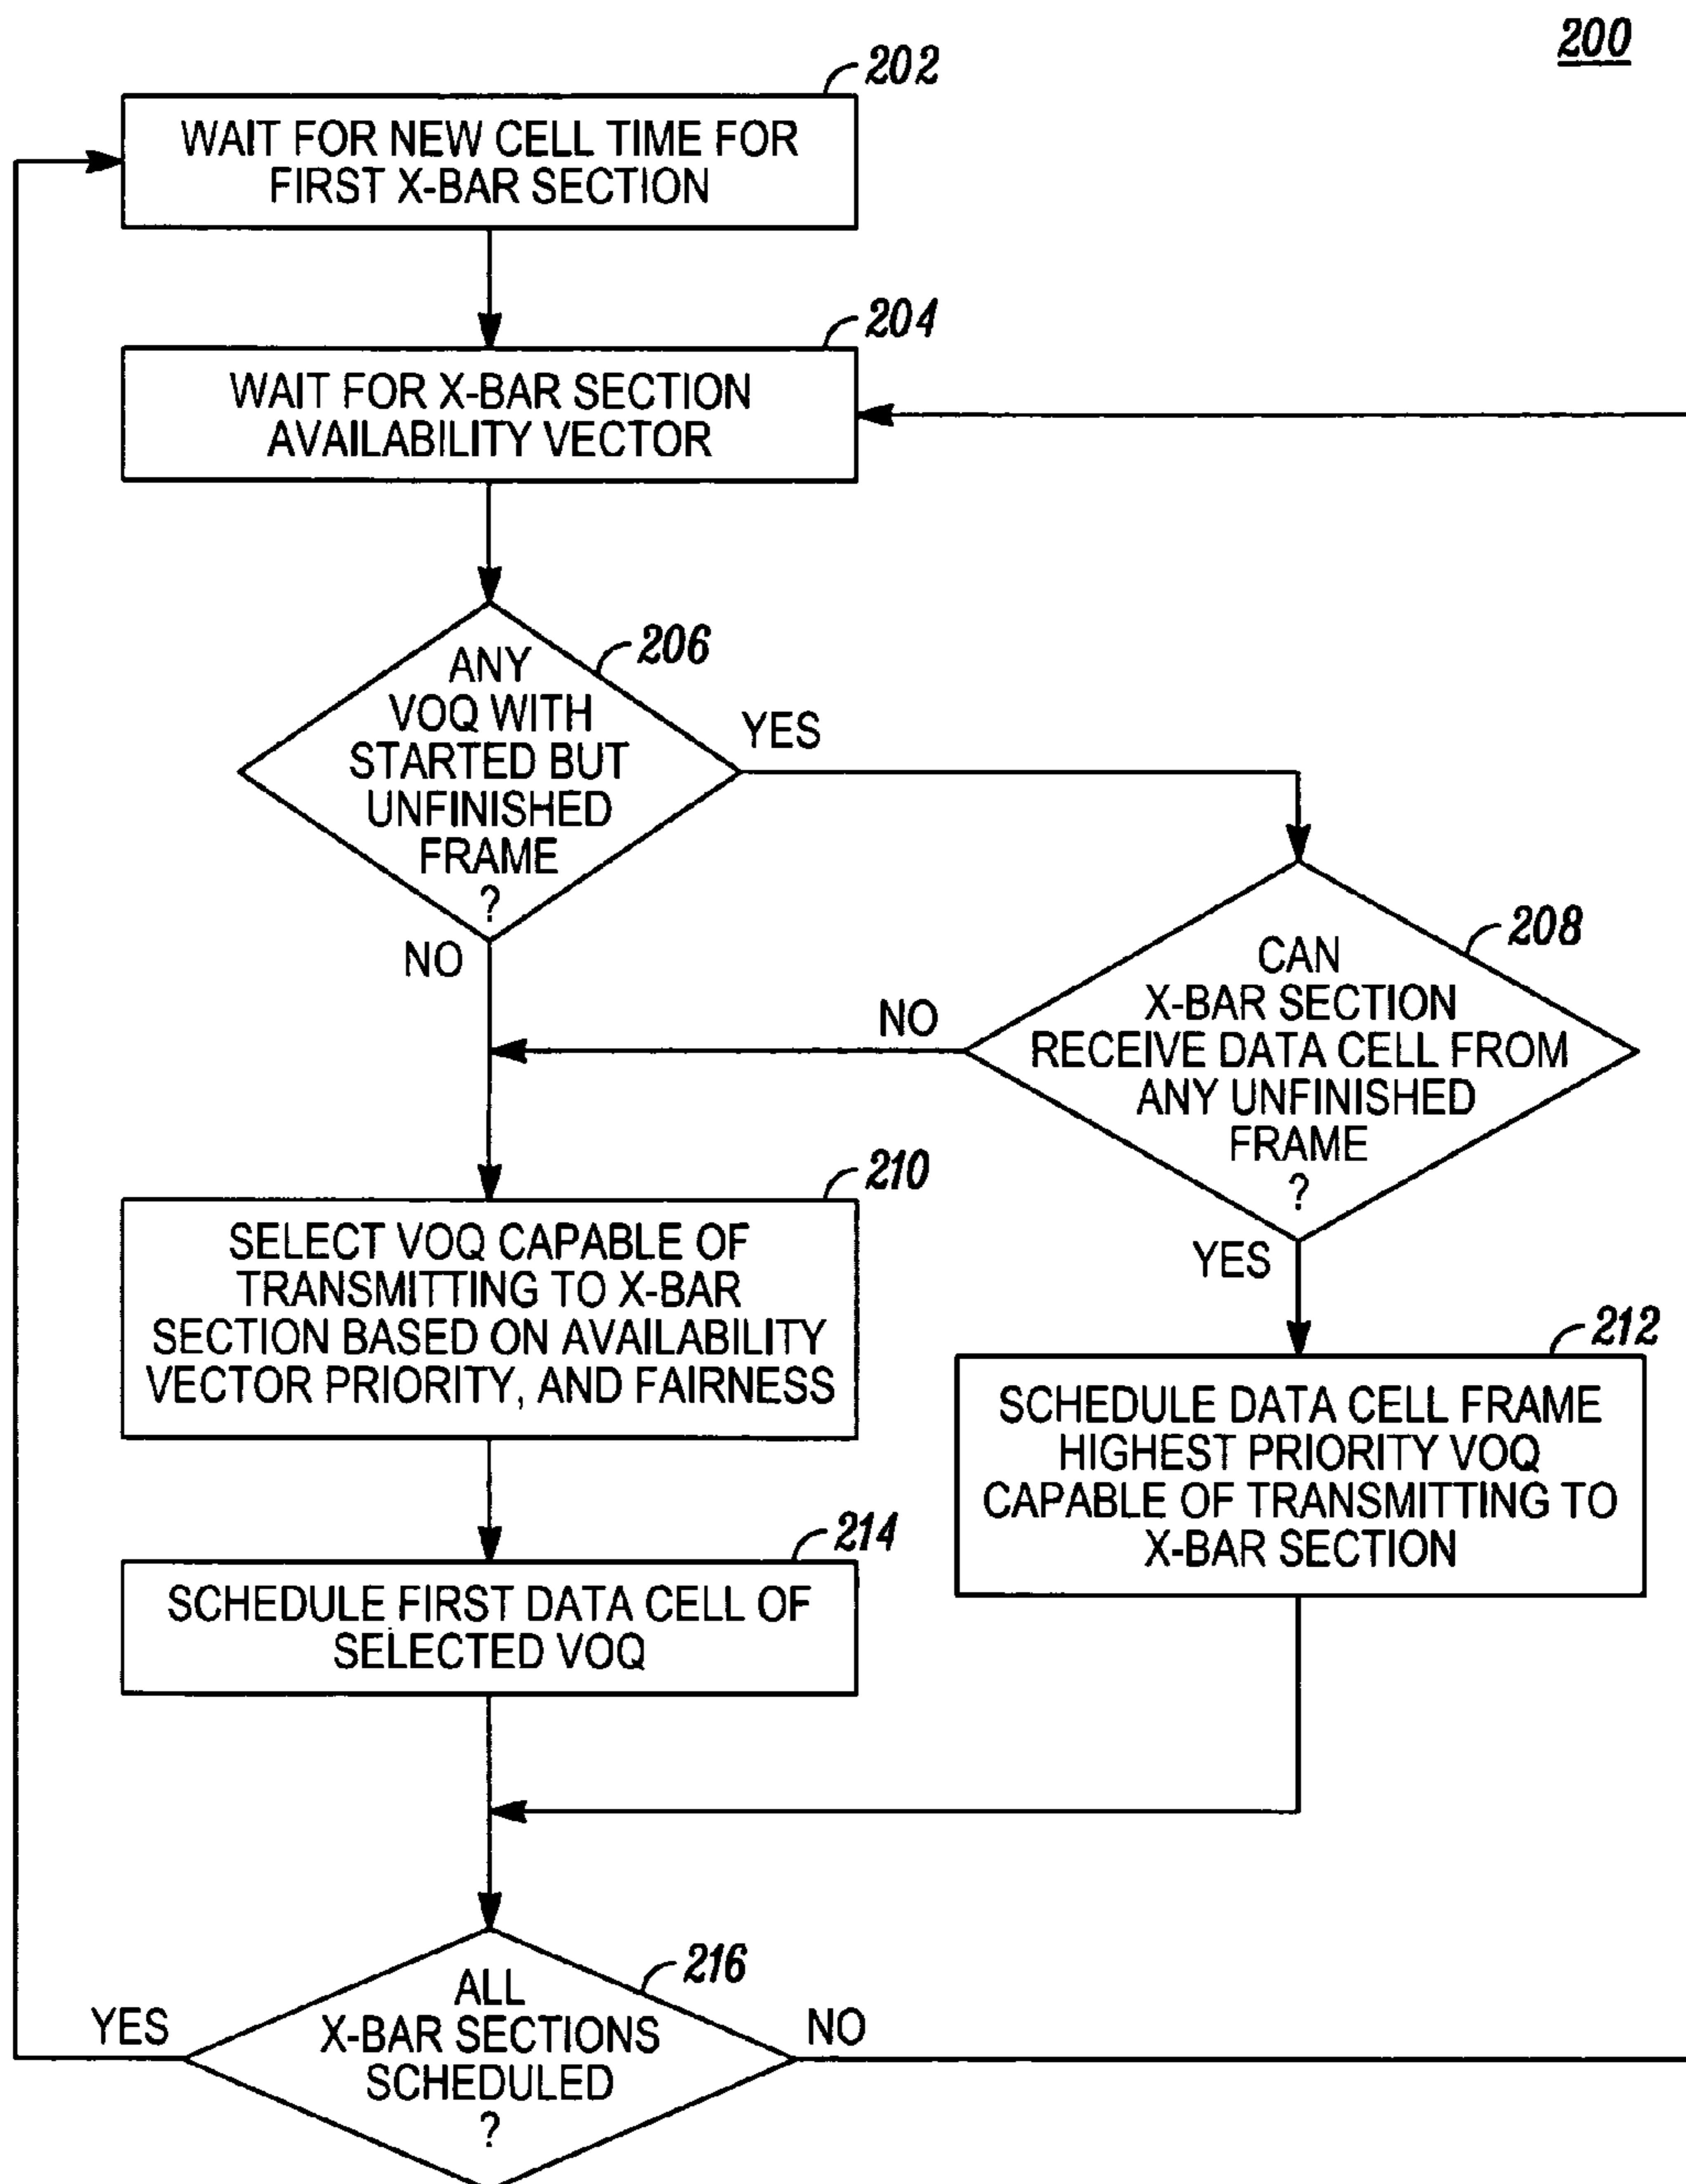 200
202
WAIT FOR NEW CELL TIME FOR
FIRST X-BAR SECTION
204
WAIT FOR X-BAR SECTION
AVAILABILITY VECTOR
206
ANY
VOQ WITH
STARTED BUT
UNFINISHED
FRAME
?
YES
NO
208
CAN
X-BAR SECTION
RECEIVE DATA CELL FROM
ANY UNFINISHED
FRAME
?
NO
YES
210
SELECT VOQ CAPABLE OF
TRANSMITTING TO X-BAR
SECTION BASED ON AVAILABILITY
VECTOR PRIORITY, AND FAIRNESS
212
SCHEDULE DATA CELL FRAME
HIGHEST PRIORITY VOQ
CAPABLE OF TRANSMITTING TO
X-BAR SECTION
214
SCHEDULE FIRST DATA CELL OF
SELECTED VOQ
216
ALL
X-BAR SECTIONS
SCHEDULED
?
YES
NO